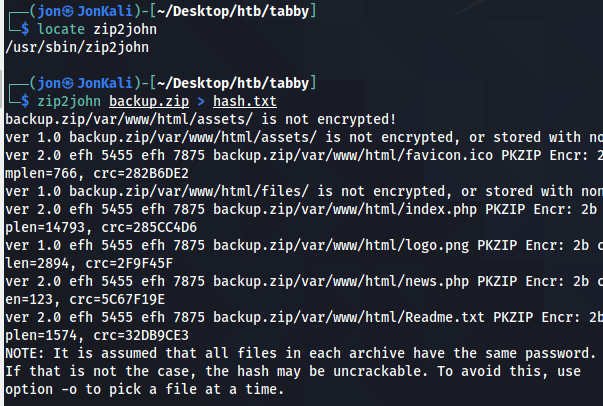 (jon㉿JonKali)-[~/Desktop/htb/tabby]
$ locate zip2john
/usr/sbin/zip2john
(jon㉿JonKali)-[~/Desktop/htb/tabby]
$ zip2john backup.zip > hash.txt
backup.zip/var/www/html/assets/ is not encrypted!
ver 1.0 backup.zip/var/www/html/assets/ is not encrypted, or stored with no
ver 2.0 efh 5455 efh 7875 backup.zip/var/www/html/favicon.ico PKZIP Encr: 2
mplen=766, crc=282B6DE2
ver 1.0 backup.zip/var/www/html/files/ is not encrypted, or stored with non
ver 2.0 efh 5455 efh 7875 backup.zip/var/www/html/index.php PKZIP Encr: 2b
plen=14793, crc=285CC4D6
ver 1.0 efh 5455 efh 7875 backup.zip/var/www/html/logo.png PKZIP Encr: 2b c
len=2894, crc=2F9F45F
ver 2.0 efh 5455 efh 7875 backup.zip/var/www/html/news.php PKZIP Encr: 2b c
en=123, crc=5C67F19E
ver 2.0 efh 5455 efh 7875 backup.zip/var/www/html/Readme.txt PKZIP Encr: 2b
plen=1574, crc=32DB9CE3
NOTE: It is assumed that all files in each archive have the same password.
If that is not the case, the hash may be uncrackable. To avoid this, use
option -o to pick a file at a time.